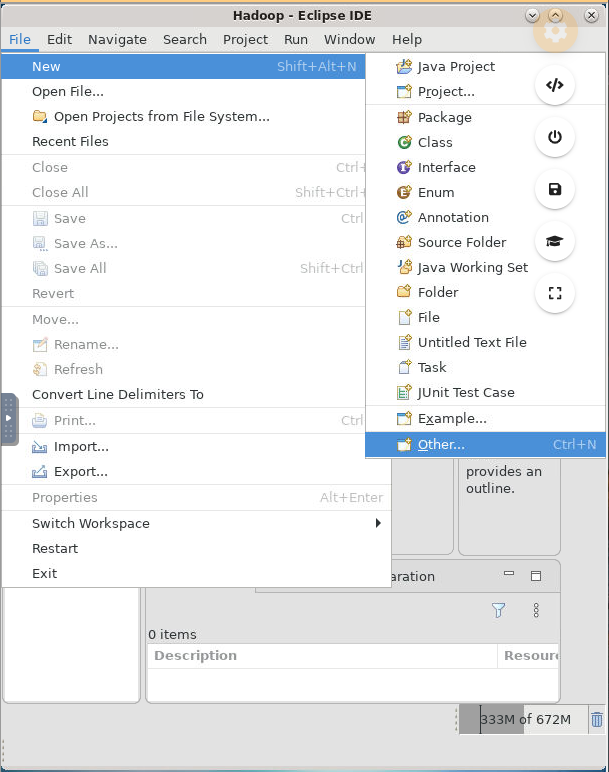 Hadoop - Eclipse IDE
File Edit Navigate Search Project Run Window Help
New Shift+Alt+N
Open File...
Open Projects from File System...
Recent Files
Close Ctrl+
Close All Shift+Ctrl+
Save Ctrl
Save As...
Save All Shift+Ctrl
Revert
Move...
Rename...
Refresh
Convert Line Delimiters To
Print... Ctrl
Import...
Export...
Properties Alt+Enter
Switch Workspace
Restart
Exit
Java Project
Project...
Package
Class
Interface
Enum
Annotation
Source Folder
Java Working Set
Folder
File
Untitled Text File
Task
JUnit Test Case
Example...
Other... Ctrl+N
provides an
outline.
aration
0 items
Description Resour
333M of 672M